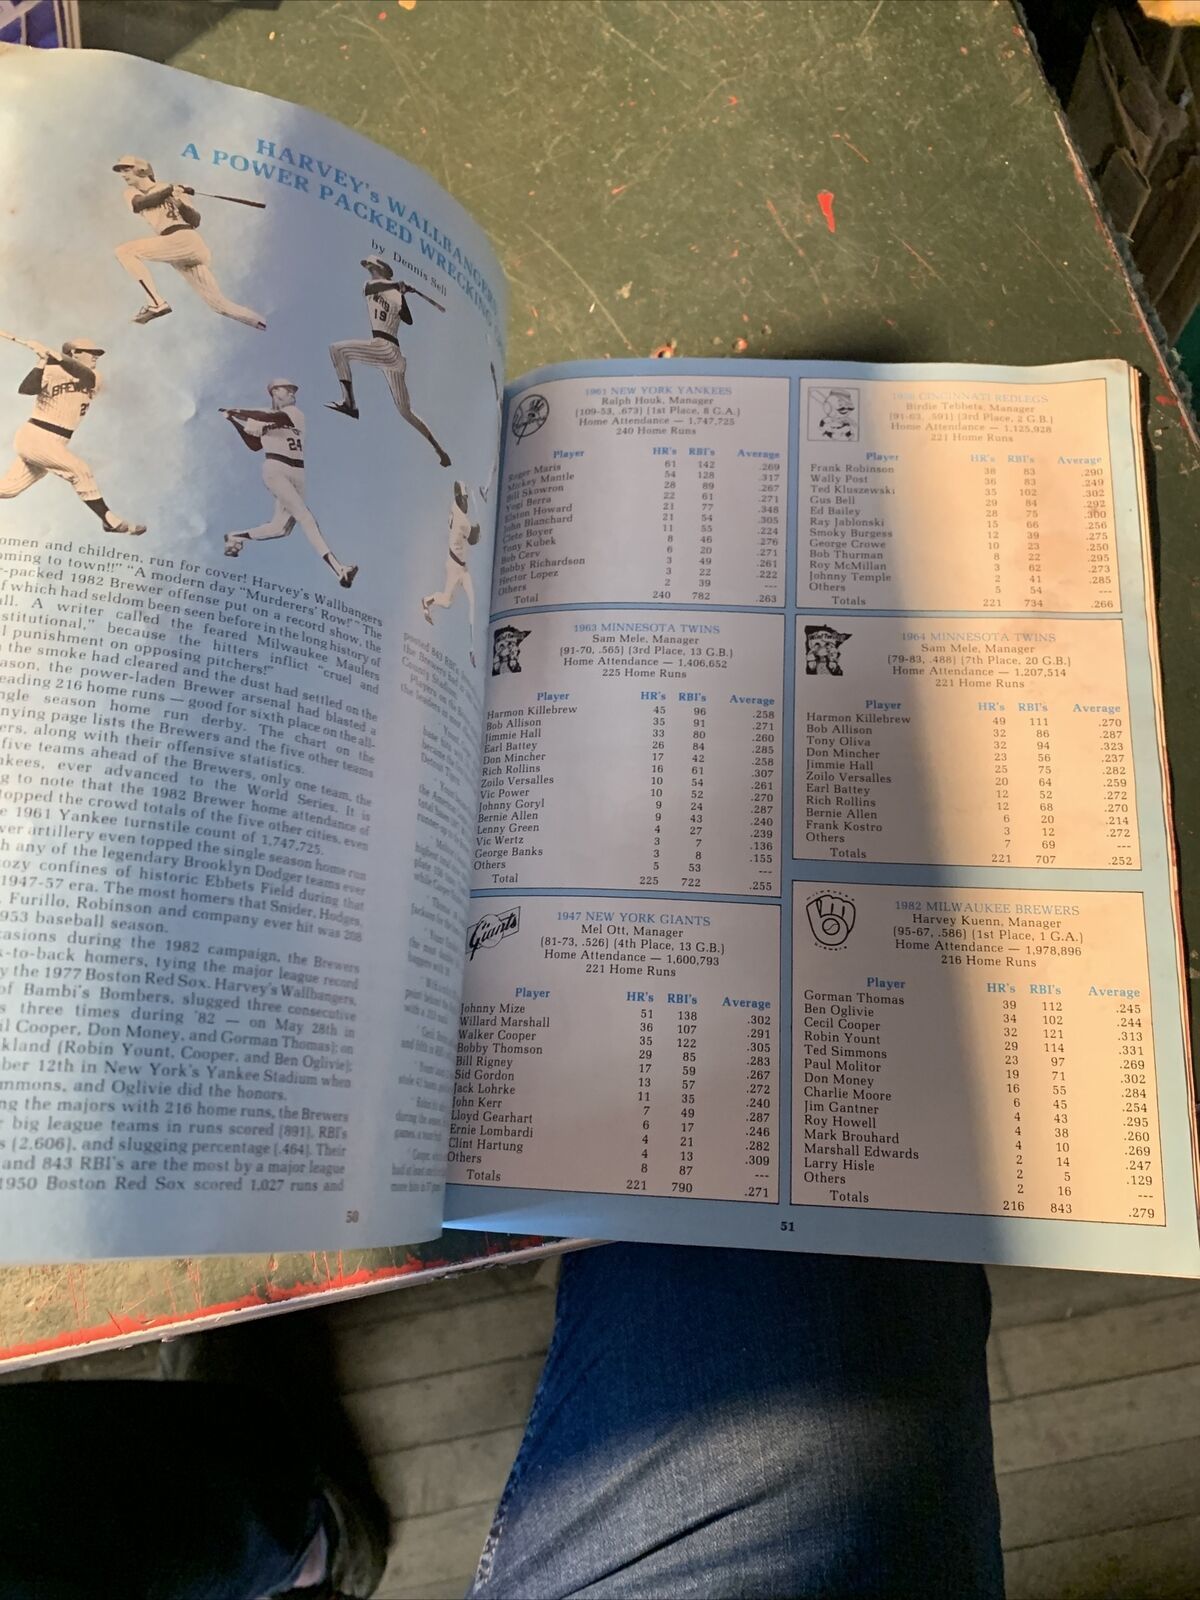 HARVEY's WALLBANGERS
A POWER PACKED WRECKING
by Dennis Sell
omen and children, run for cover! Harvey's Wallbangers
oming to town!!" "A modern day "Murderers' Row!" The
-packed 1982 Brewer offense put on a record show, the
f which had seldom been seen before in the long history of
all. A writer called the feared Milwaukee Maulers
stitutional," because the hitters inflict "cruel and
l punishment on opposing pitchers!"
the smoke had cleared and the dust had settled on the
ason, the power-laden Brewer arsenal had blasted a
eading 216 home runs — good for sixth place on the all-
ngle season home run derby. The chart on the
nying page lists the Brewers and the five other teams
ers, along with their offensive statistics.
five teams ahead of the Brewers, only one team, the
nkees, ever advanced to the World Series. It is
g to note that the 1982 Brewer home attendance of
topped the crowd totals of the five other cities, even
e 1961 Yankee turnstile count of 1,747,725.
wer artillery even topped the single season home run
h any of the legendary Brooklyn Dodger teams ever
cozy confines of historic Ebbets Field during that
1947-57 era. The most homers that Snider, Hodges,
, Furillo, Robinson and company ever hit was 208
953 baseball season.
casions during the 1982 campaign, the Brewers
k-to-back homers, tying the major league record
y the 1977 Boston Red Sox. Harvey's Wallbangers,
of Bambi's Bombers, slugged three consecutive
s three times during '82 — on May 28th in
il Cooper, Don Money, and Gorman Thomas); on
kland (Robin Yount, Cooper, and Ben Oglivie);
ber 12th in New York's Yankee Stadium when
mmons, and Oglivie did the honors.
ng the majors with 216 home runs, the Brewers
r big league teams in runs scored (891), RBI's
s (2,606), and slugging percentage (.464). Their
and 843 RBI's are the most by a major league
1950 Boston Red Sox scored 1,027 runs and
50
1961 NEW YORK YANKEES
Ralph Houk, Manager
(109-53, .673) (1st Place, 8 G.A.)
Home Attendance — 1,747,725
240 Home Runs
Player HR's RBI's Average
Roger Maris 61 142 .269
Mickey Mantle 54 128 .317
Bill Skowron 28 89 .267
Yogi Berra 22 61 .271
Elston Howard 21 77 .348
John Blanchard 21 54 .305
Clete Boyer 11 55 .224
Tony Kubek 8 46 .276
Bob Cerv 6 20 .271
Bobby Richardson 3 49 .261
Hector Lopez 3 22 .222
Others 2 39 ---
Total 240 782 .263
CINCINNATI REDLEGS
Birdie Tebbets, Manager
(91-63, .591) (3rd Place, 2 G.B.)
Home Attendance — 1,125,928
221 Home Runs
Player HR's RBI's Average
Frank Robinson 38 83 .290
Wally Post 36 83 .249
Ted Kluszewski 35 102 .302
Gus Bell 29 84 .292
Ed Bailey 28 75 .300
Ray Jablonski 15 66 .256
Smoky Burgess 12 39 .275
George Crowe 10 23 .250
Bob Thurman 8 22 .295
Roy McMillan 3 62 .273
Johnny Temple 2 41 .285
Others 5 54 ---
Totals 221 734 .266
1963 MINNESOTA TWINS
Sam Mele, Manager
(91-70, .565) (3rd Place, 13 G.B.)
Home Attendance — 1,406,652
225 Home Runs
Player HR's RBI's Average
Harmon Killebrew 45 96 .258
Bob Allison 35 91 .271
Jimmie Hall 33 80 .260
Earl Battey 26 84 .285
Don Mincher 17 42 .258
Rich Rollins 16 61 .307
Zoilo Versalles 10 54 .261
Vic Power 10 52 .270
Johnny Goryl 9 24 .287
Bernie Allen 9 43 .240
Lenny Green 4 27 .239
Vic Wertz 3 7 .136
George Banks 3 8 .155
Others 5 53 ---
Total 225 722 .255
1964 MINNESOTA TWINS
Sam Mele, Manager
(79-83, .488) (7th Place, 20 G.B.)
Home Attendance — 1,207,514
221 Home Runs
Player HR's RBI's Average
Harmon Killebrew 49 111 .270
Bob Allison 32 86 .287
Tony Oliva 32 94 .323
Don Mincher 23 56 .237
Jimmie Hall 25 75 .282
Zoilo Versalles 20 64 .259
Earl Battey 12 52 .272
Rich Rollins 12 68 .270
Bernie Allen 6 20 .214
Frank Kostro 3 12 .272
Others 7 69 ---
Totals 221 707 .252
Giants
1947 NEW YORK GIANTS
Mel Ott, Manager
(81-73, .526) (4th Place, 13 G.B.)
Home Attendance — 1,600,793
221 Home Runs
Player HR's RBI's Average
Johnny Mize 51 138 .302
Willard Marshall 36 107 .291
Walker Cooper 35 122 .305
Bobby Thomson 29 85 .283
Bill Rigney 17 59 .267
Sid Gordon 13 57 .272
Jack Lohrke 11 35 .240
John Kerr 7 49 .287
Lloyd Gearhart 6 17 .246
Ernie Lombardi 4 21 .282
Clint Hartung 4 13 .309
Others 8 87 ---
Totals 221 790 .271
1982 MILWAUKEE BREWERS
Harvey Kuenn, Manager
(95-67, .586) (1st Place, 1 G.A.)
Home Attendance — 1,978,896
216 Home Runs
Player HR's RBI's Average
Gorman Thomas 39 112 .245
Ben Oglivie 34 102 .244
Cecil Cooper 32 121 .313
Robin Yount 29 114 .331
Ted Simmons 23 97 .269
Paul Molitor 19 71 .302
Don Money 16 55 .284
Charlie Moore 6 45 .254
Jim Gantner 4 43 .295
Roy Howell 4 38 .260
Mark Brouhard 4 10 .269
Marshall Edwards 2 14 .247
Larry Hisle 2 5 .129
Others 2 16 ---
Totals 216 843 .279
51